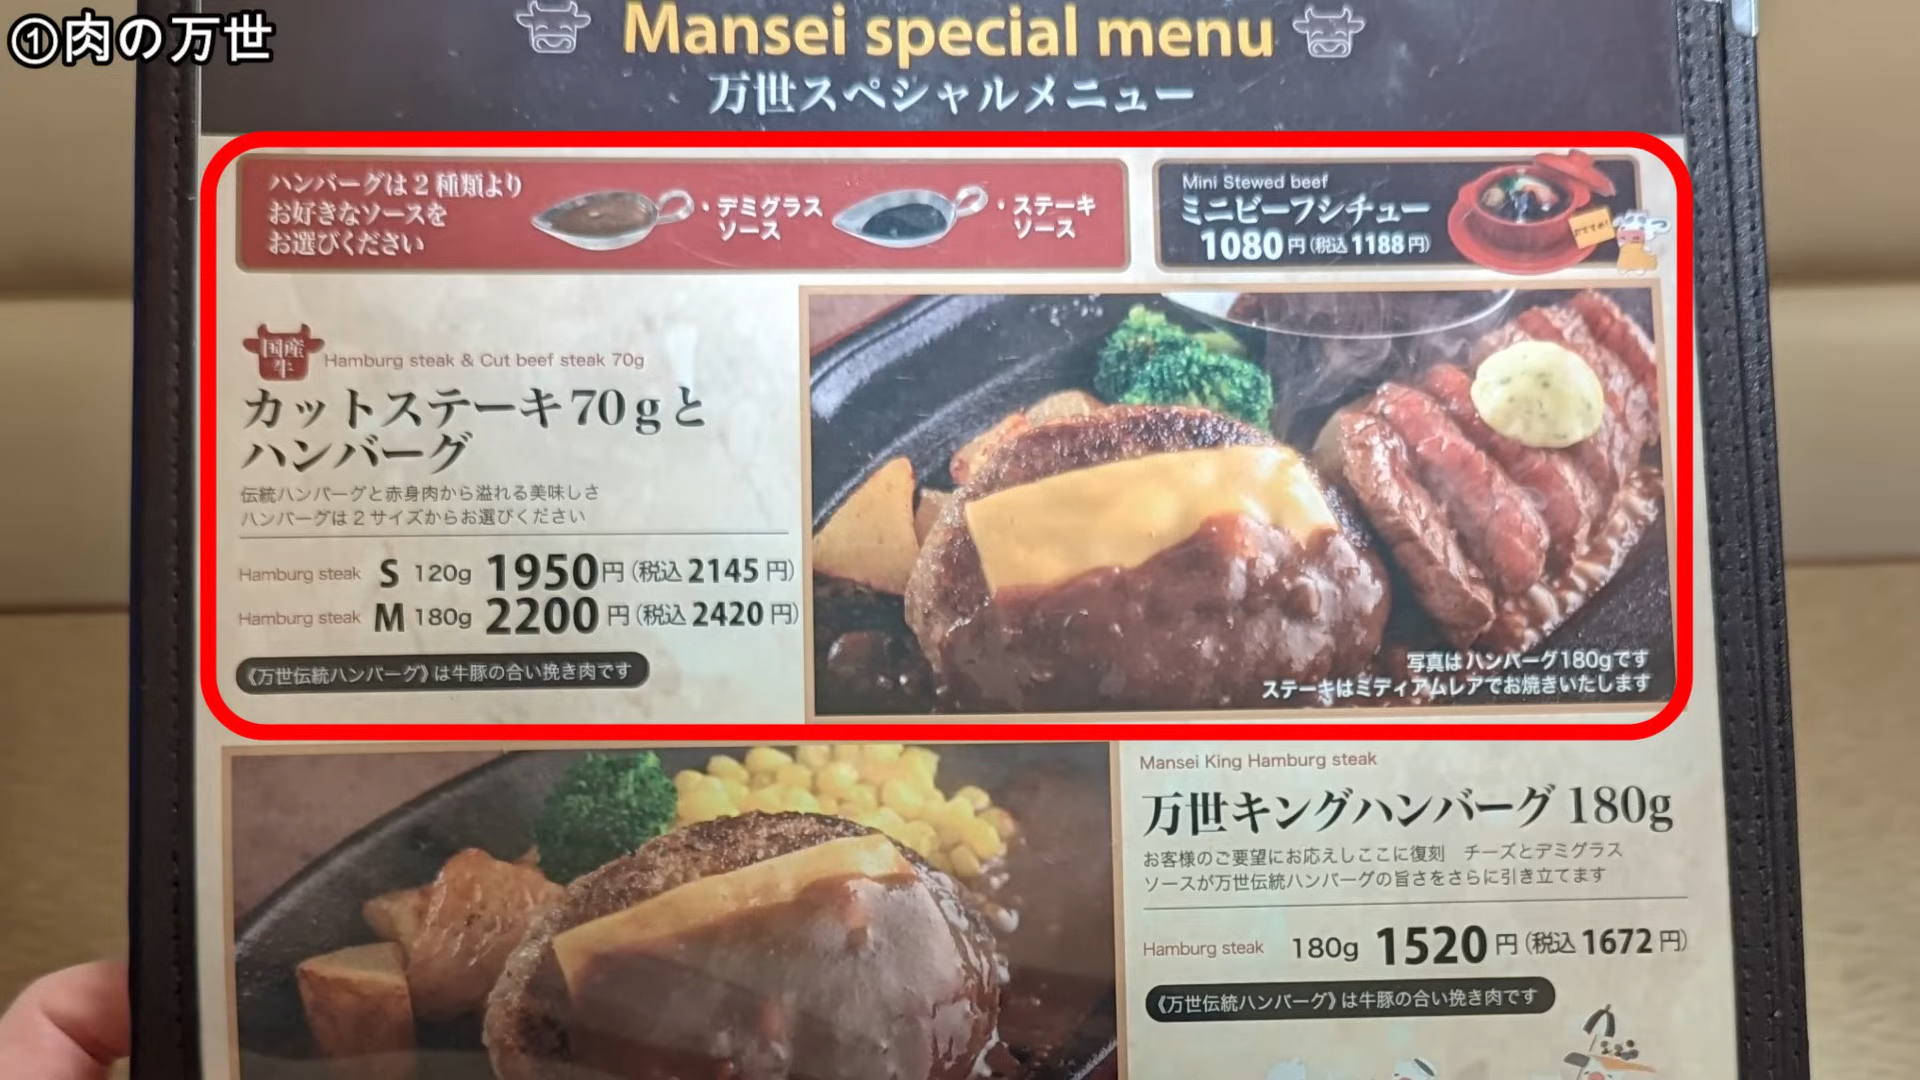 ①肉の万世
Mansei special menu
万世スペシャルメニュー
ハンバーグは2種類より
お好きなソースを
お選びください
・デミグラス
ソース
・ステーキ
ソース
Mini Stewed beef
ミニビーフシチュー
1080円(税込1188円)
おすすめ!
国産
牛
Hamburg steak & Cut beef steak 70g
カットステーキ70gと
ハンバーグ
伝統ハンバーグと赤身肉から溢れる美味しさ
ハンバーグは2サイズからお選びください
Hamburg steak S 120g 1950円(税込2145円)
Hamburg steak M 180g 2200円(税込2420円)
《万世伝統ハンバーグ》は牛豚の合い挽き肉です
写真はハンバーグ180gです
ステーキはミディアムレアでお焼きいたします
Mansei King Hamburg steak
万世キングハンバーグ180g
お客様のご要望にお応えしここに復刻 チーズとデミグラス
ソースが万世伝統ハンバーグの旨さをさらに引き立てます
Hamburg steak 180g 1520円(税込1672円)
《万世伝統ハンバーグ》は牛豚の合い挽き肉です